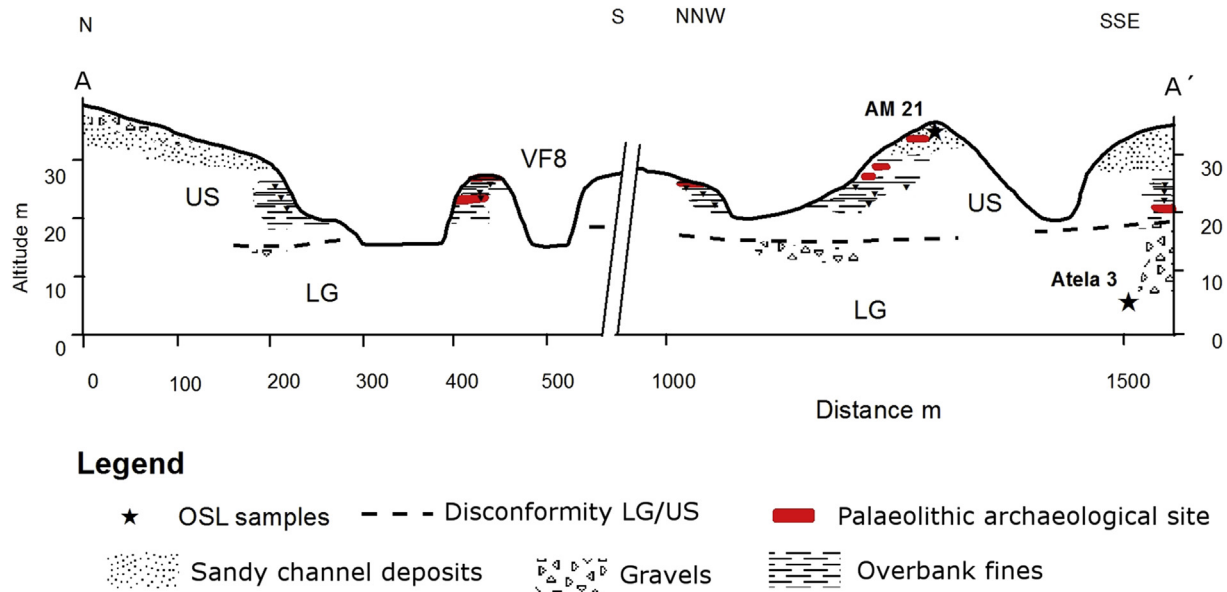 N S NNW SSE
A A´
AM 21
VF8
30 30
US US
20 20
Atela 3
10 LG LG 10
0 0
Altitude m
0 100 200 300 400 500 1000 1500
Distance m
Legend
OSL samples Disconformity LG/US Palaeolithic archaeological site
Sandy channel deposits Gravels Overbank fines